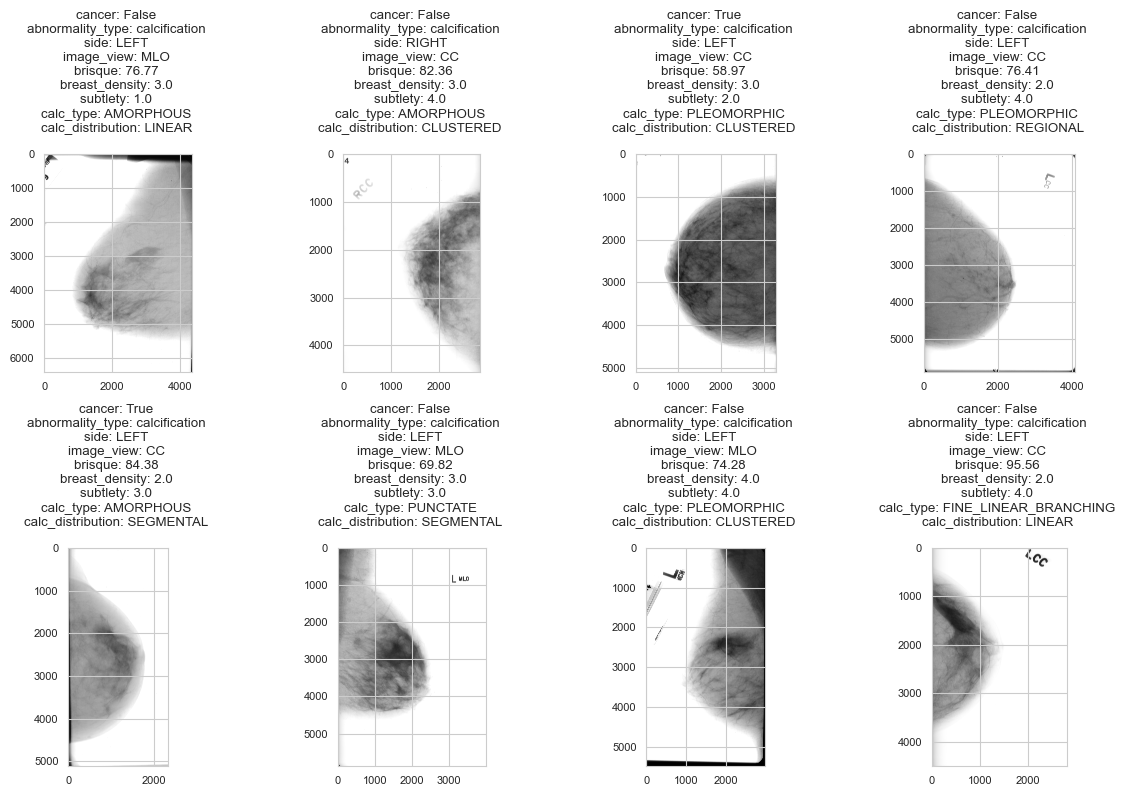 cancer: False
abnormality_type: calcification
side: LEFT
image_view: MLO
brisque: 76.77
breast_density: 3.0
subtlety: 1.0
calc_type: AMORPHOUS
calc_distribution: LINEAR
0
1000
2000
3000
4000
5000
6000
0 2000 4000
cancer: False
abnormality_type: calcification
side: RIGHT
image_view: CC
brisque: 82.36
breast_density: 3.0
subtlety: 4.0
calc_type: AMORPHOUS
calc_distribution: CLUSTERED
0
1000
2000
3000
4000
4
RCC
0 1000 2000
cancer: True
abnormality_type: calcification
side: LEFT
image_view: CC
brisque: 58.97
breast_density: 3.0
subtlety: 2.0
calc_type: PLEOMORPHIC
calc_distribution: CLUSTERED
0
1000
2000
3000
4000
5000
0 1000 2000 3000
cancer: False
abnormality_type: calcification
side: LEFT
image_view: CC
brisque: 76.41
breast_density: 2.0
subtlety: 4.0
calc_type: PLEOMORPHIC
calc_distribution: REGIONAL
0
1000
2000
3000
4000
5000
L
0 2000 4000
cancer: True
abnormality_type: calcification
side: LEFT
image_view: CC
brisque: 84.38
breast_density: 2.0
subtlety: 3.0
calc_type: AMORPHOUS
calc_distribution: SEGMENTAL
0
1000
2000
3000
4000
5000
0 2000
cancer: False
abnormality_type: calcification
side: LEFT
image_view: MLO
brisque: 69.82
breast_density: 3.0
subtlety: 3.0
calc_type: PUNCTATE
calc_distribution: SEGMENTAL
0
1000
2000
3000
4000
5000
L MLO
0 1000 2000 3000
cancer: False
abnormality_type: calcification
side: LEFT
image_view: MLO
brisque: 74.28
breast_density: 4.0
subtlety: 4.0
calc_type: PLEOMORPHIC
calc_distribution: CLUSTERED
0
1000
2000
3000
4000
5000
L
0 1000 2000
cancer: False
abnormality_type: calcification
side: LEFT
image_view: CC
brisque: 95.56
breast_density: 2.0
subtlety: 4.0
calc_type: FINE_LINEAR_BRANCHING
calc_distribution: LINEAR
0
1000
2000
3000
4000
LCC
0 1000 2000